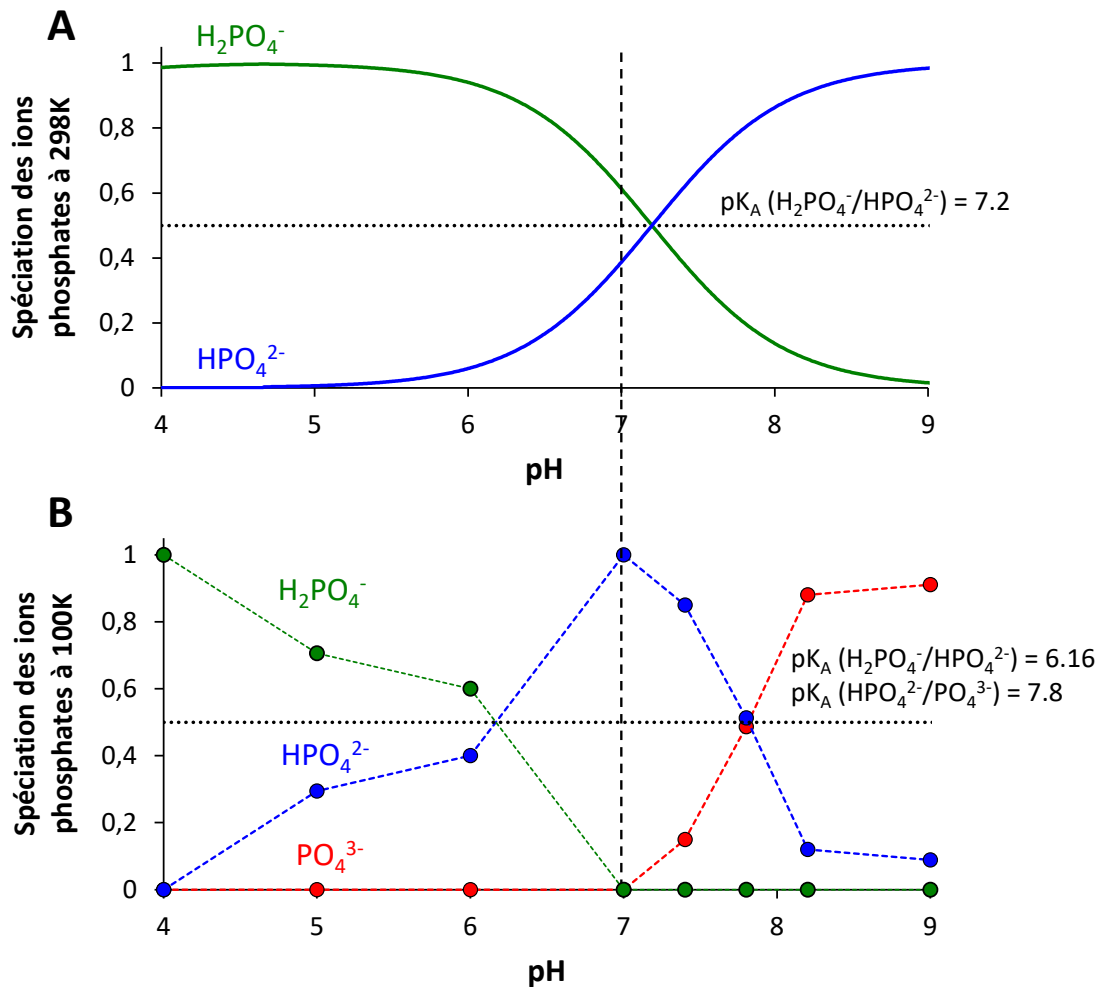 A
H₂PO₄⁻
Spéciation des ions
phosphates à 298K
1
0,8
0,6
0,4
0,2
0
pKA (H₂PO₄⁻/HPO₄²⁻) = 7.2
HPO₄²⁻
4 5 6 7 8 9
pH
B
Spéciation des ions
phosphates à 100K
1
0,8
0,6
0,4
0,2
0
H₂PO₄⁻
pKA (H₂PO₄⁻/HPO₄²⁻) = 6.16
pKA (HPO₄²⁻/PO₄³⁻) = 7.8
HPO₄²⁻
PO₄³⁻
4 5 6 7 8 9
pH